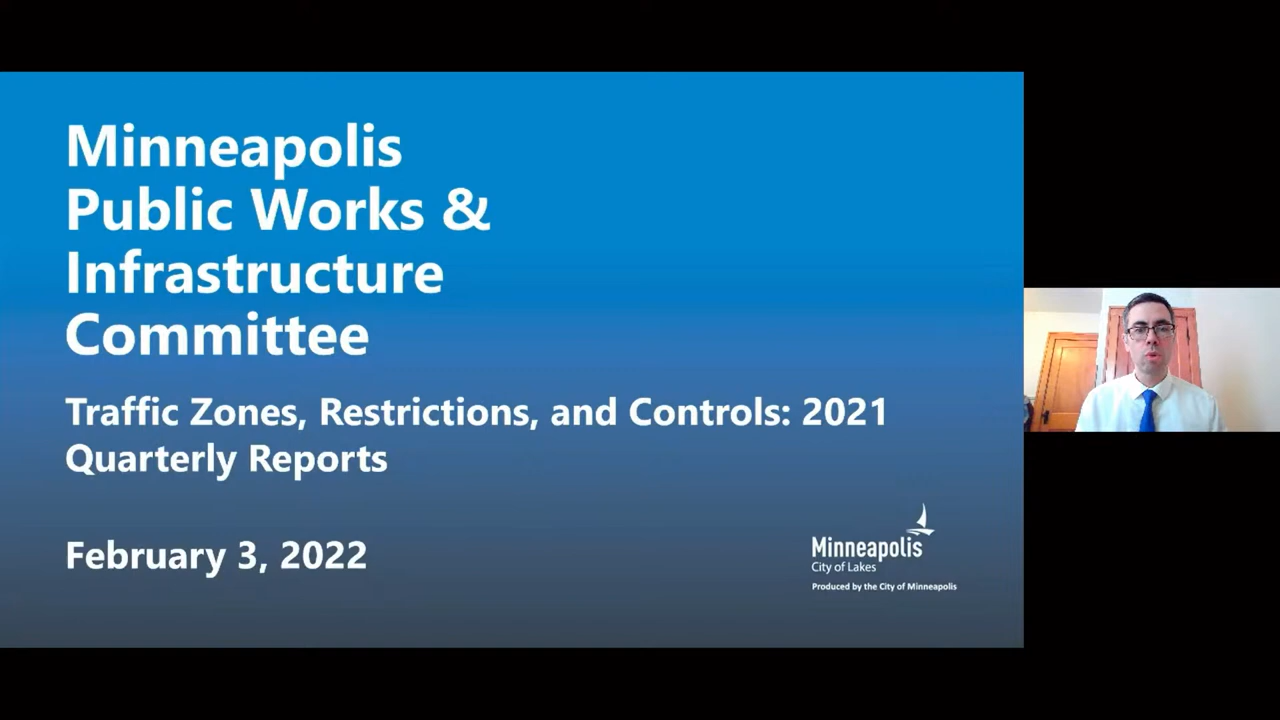 Minneapolis
Public Works &
Infrastructure
Committee
Traffic Zones, Restrictions, and Controls: 2021
Quarterly Reports
February 3, 2022
Minneapolis
City of Lakes
Produced by the City of Minneapolis